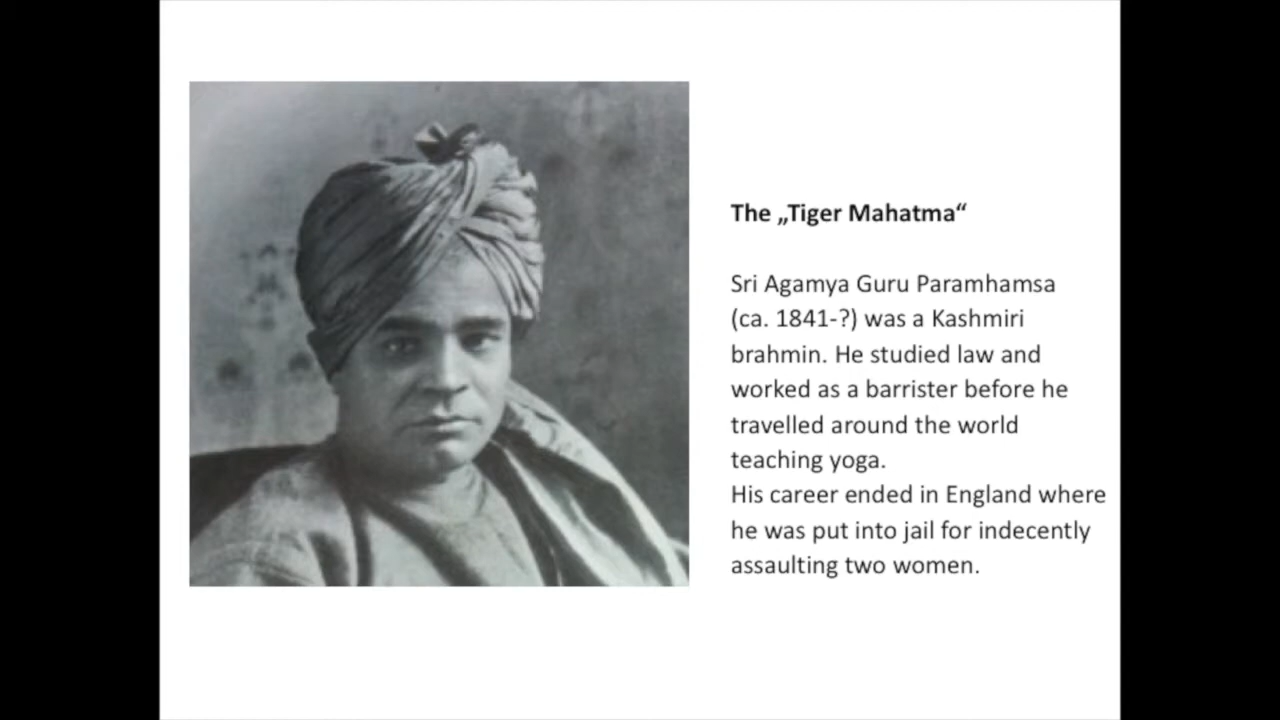 The „Tiger Mahatma“
Sri Agamya Guru Paramhamsa
(ca. 1841-?) was a Kashmiri
brahmin. He studied law and
worked as a barrister before he
travelled around the world
teaching yoga.
His career ended in England where
he was put into jail for indecently
assaulting two women.